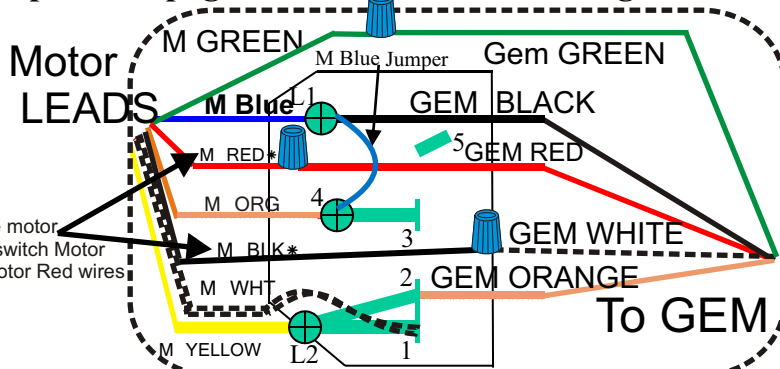 M GREEN
Gem GREEN
M Blue Jumper
Motor
LEADS
M Blue
L1
GEM BLACK
5
GEM RED
M RED*
M ORG
4
3
motor
switch Motor
otor Red wires
M BLK*
GEM WHITE
M WHT
2
GEM ORANGE
To GEM
M YELLOW
L2
1